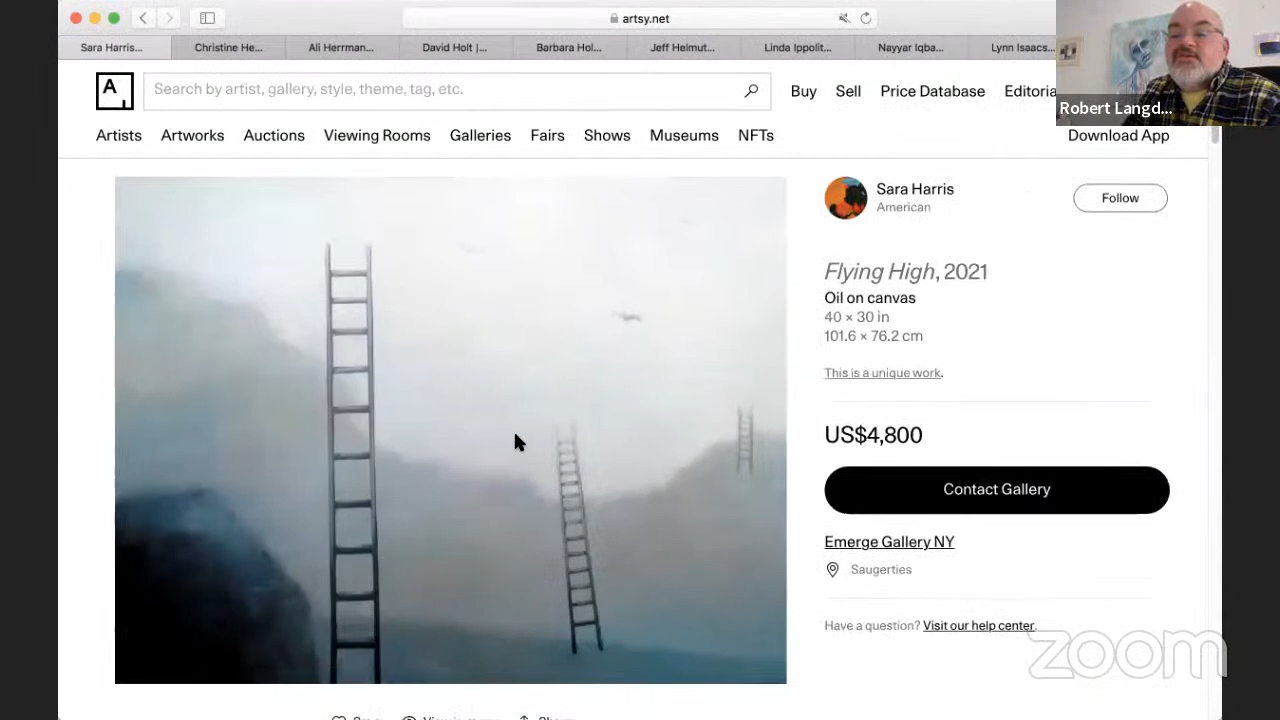 artsy.net
Sara Harris...
Christine He...
Ali Herrman...
David Holt |...
Barbara Hol...
Jeff Helmut...
Linda Ippolit...
Nayyar Iqba...
Lynn Isaacs...
A
Search by artist, gallery, style, theme, tag, etc.
Buy
Sell
Price Database
Editoria
Robert Langd...
Artists
Artworks
Auctions
Viewing Rooms
Galleries
Fairs
Shows
Museums
NFTs
Download App
Sara Harris
American
Follow
Flying High, 2021
Oil on canvas
40 × 30 in
101.6 × 76.2 cm
This is a unique work.
US$4,800
Contact Gallery
Emerge Gallery NY
Saugerties
Have a question? Visit our help center.
zoom